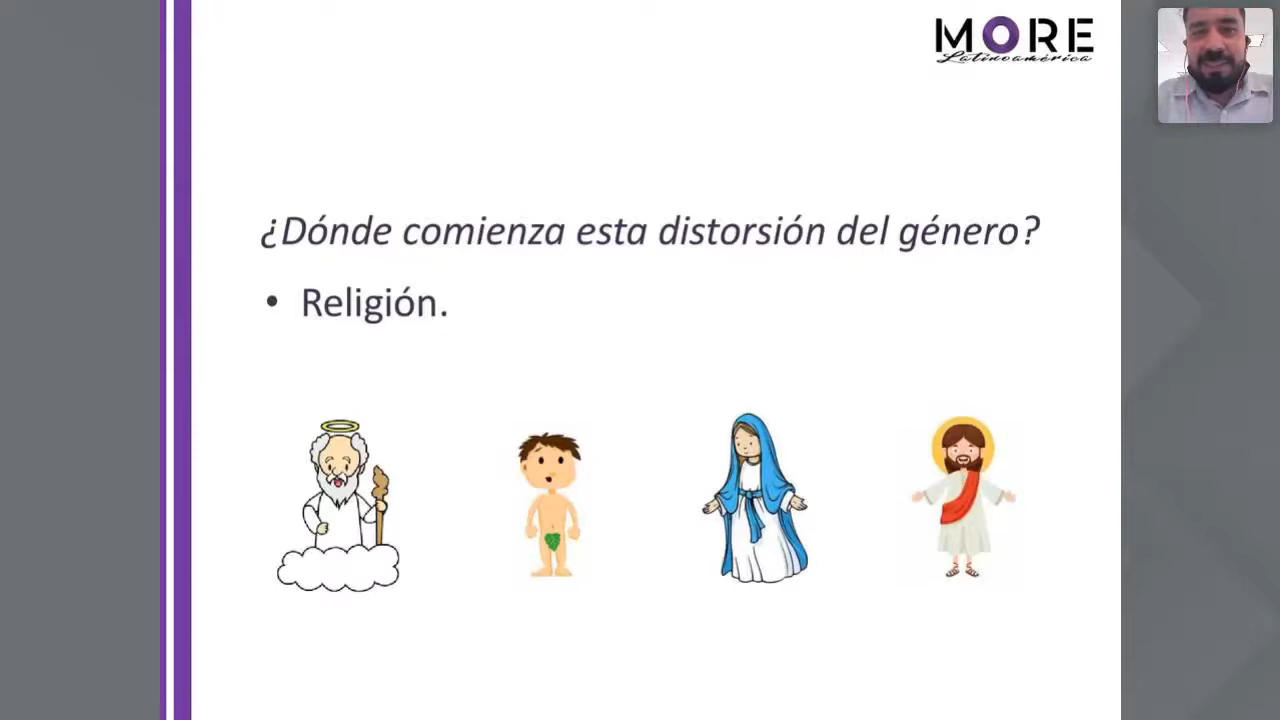 MORE
Latinoamérica
¿Dónde comienza esta distorsión del género?
• Religión.